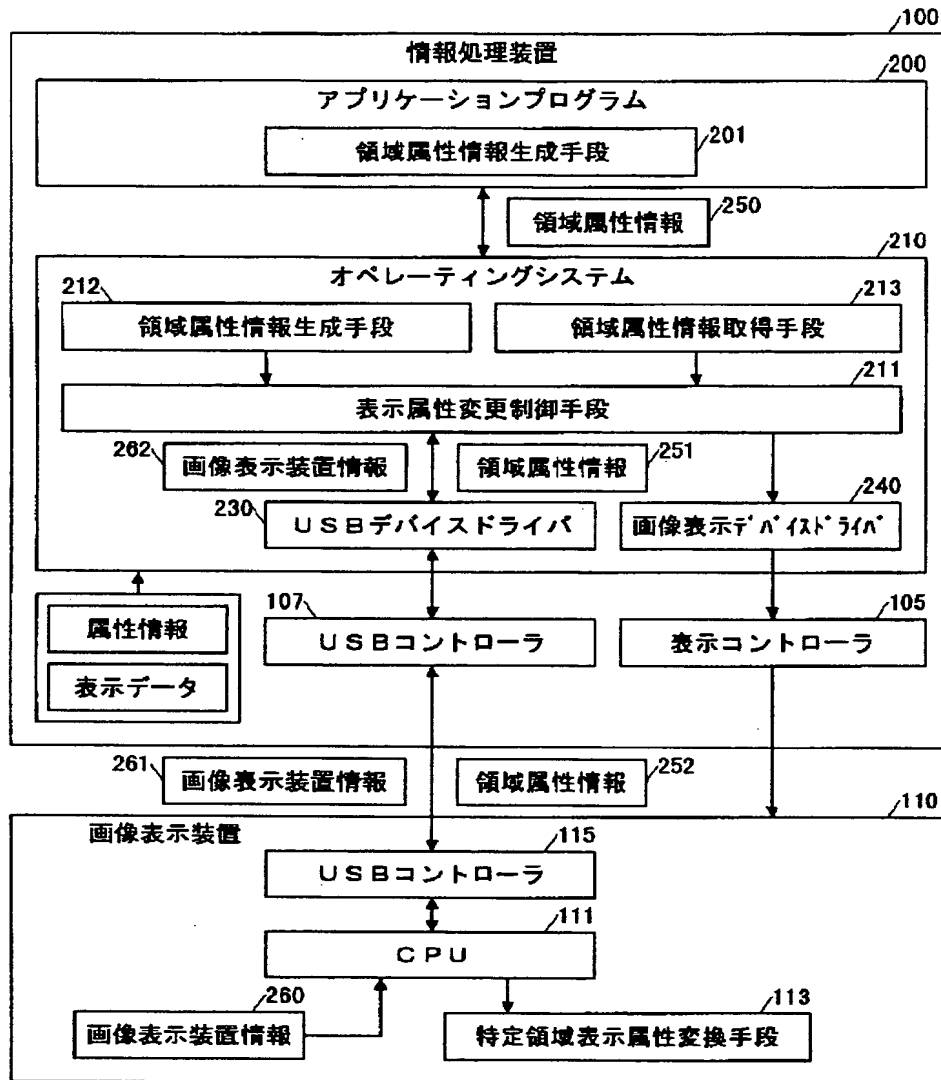 100
情報処理装置
200
アプリケーションプログラム
201
領域属性情報生成手段
250
領域属性情報
210
オペレーティングシステム
212
領域属性情報生成手段
213
領域属性情報取得手段
211
表示属性変更制御手段
262
画像表示装置情報
251
領域属性情報
230
USBデバイスドライバ
240
画像表示ﾃﾞﾊﾞｲｽﾄﾞﾗｲﾊﾞ
属性情報
表示データ
107
USBコントローラ
105
表示コントローラ
261
画像表示装置情報
252
領域属性情報
110
画像表示装置
115
USBコントローラ
111
CPU
260
画像表示装置情報
113
特定領域表示属性変換手段